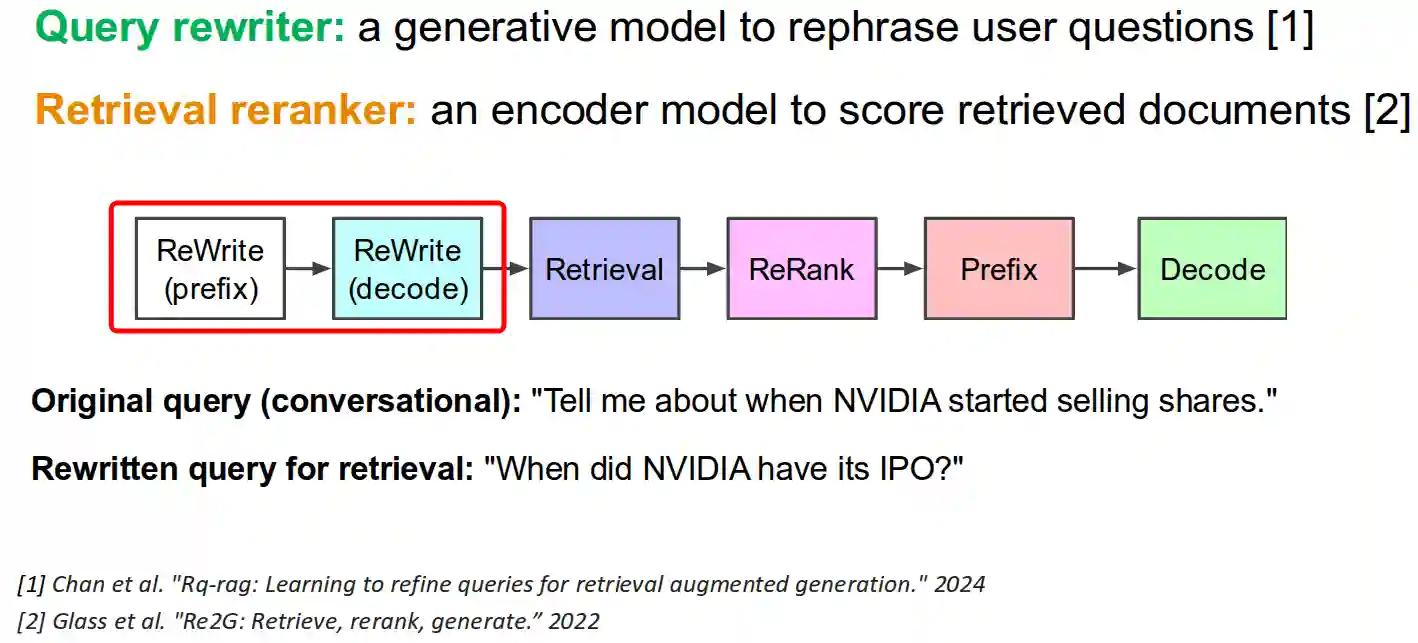 Query rewriter: a generative model to rephrase user questions [1]
Retrieval reranker: an encoder model to score retrieved documents [2]
ReWrite
(prefix)
ReWrite
(decode)
Retrieval
ReRank
Prefix
Decode
Original query (conversational): "Tell me about when NVIDIA started selling shares."
Rewritten query for retrieval: "When did NVIDIA have its IPO?"
[1] Chan et al. "Rq-rag: Learning to refine queries for retrieval augmented generation." 2024
[2] Glass et al. "Re2G: Retrieve, rerank, generate.” 2022